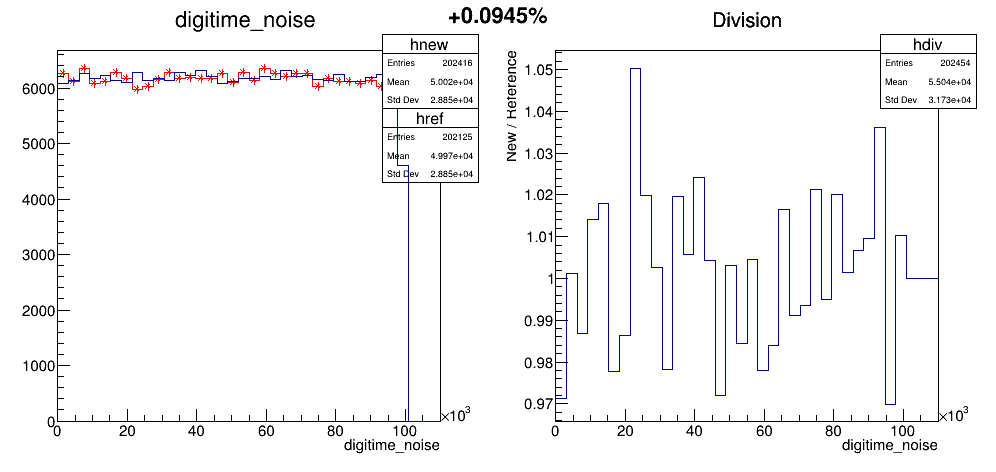 digitime_noise
+0.0945%
Division
hnew
Entries 202416
Mean 5.002e+04
Std Dev 2.885e+04
href
Entries 202125
Mean 4.997e+04
Std Dev 2.885e+04
6000
5000
4000
3000
2000
1000
0
0 20 40 60 80 100
×10³
digitime_noise
hdiv
Entries 202454
Mean 5.504e+04
Std Dev 3.173e+04
New / Reference
1.05
1.04
1.03
1.02
1.01
1
0.99
0.98
0.97
0 20 40 60 80 100
×10³
digitime_noise